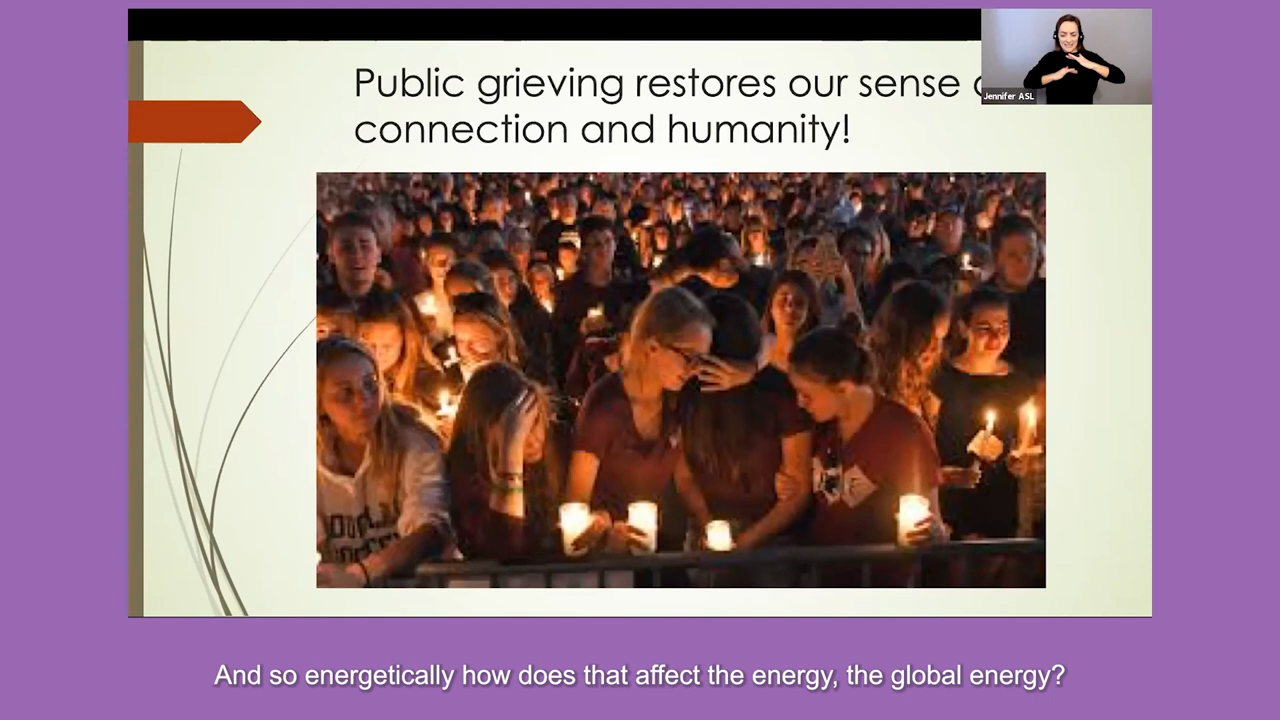 Public grieving restores our sense
connection and humanity!
Jennifer ASL
And so energetically how does that affect the energy, the global energy?